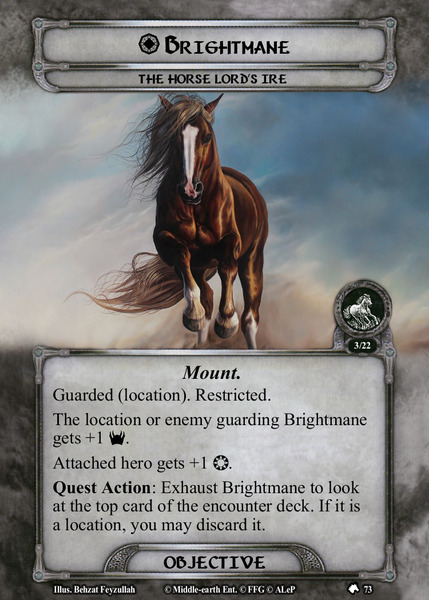 Brightmane
The Horse Lord's Ire
3/22
Mount.
Guarded (location). Restricted.
The location or enemy guarding Brightmane
gets +1 .
Attached hero gets +1 .
Quest Action: Exhaust Brightmane to look
at the top card of the encounter deck. If it is
a location, you may discard it.
Objective
Illus. Behzat Feyzullah © Middle-earth Ent. © FFG © ALeP 73